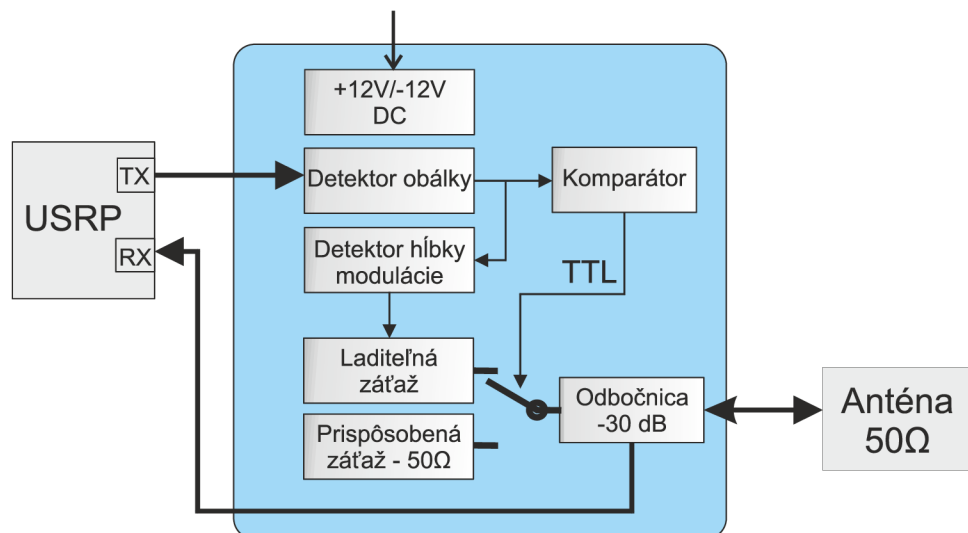 +12V/-12V
DC
TX
USRP
RX
Detektor obálky
Komparátor
Detektor hĺbky
modulácie
TTL
Laditeľná
záťaž
Prispôsobená
záťaž - 50Ω
Odbočnica
-30 dB
Anténa
50Ω